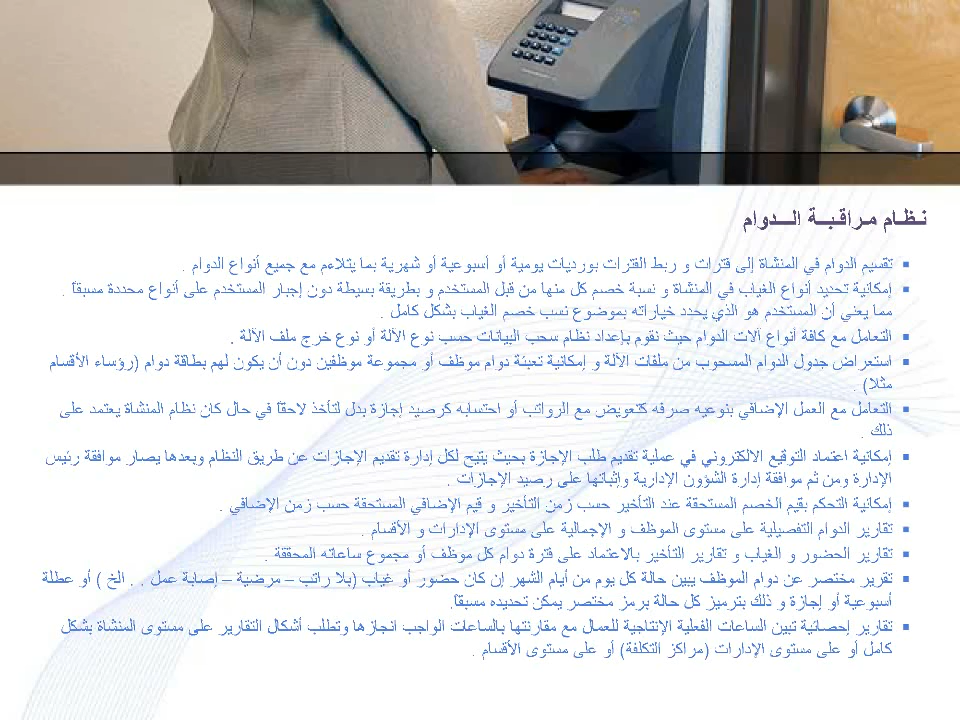 نـظـام مـراقـبـــة الــــدوام
تقسيم الدوام في المنشاة إلى فترات و ربط الفترات بورديات يومية أو أسبوعية أو شهرية بما يتلاءم مع جميع أنواع الدوام .
إمكانية تحديد أنواع الغياب في المنشاة و نسبة خصم كل منها من قبل المستخدم و بطريقة بسيطة دون إجبار المستخدم على أنواع محددة مسبقاً .
مما يعني أن المستخدم هو الذي يحدد خياراته بموضوع نسب خصم الغياب بشكل كامل .
التعامل مع كافة أنواع آلات الدوام حيث نقوم بإعداد نظام سحب البيانات حسب نوع الآلة أو نوع خرج ملف الآلة .
استعراض جدول الدوام المسحوب من ملفات الآلة و إمكانية تعبئة دوام موظف أو مجموعة موظفين دون أن يكون لهم بطاقة دوام (رؤساء الأقسام
مثلا) .
التعامل مع العمل الإضافي بنوعيه صرفه كتعويض مع الرواتب أو احتسابه كرصيد إجازة بدل لتأخذ لاحقاً في حال كان نظام المنشاة يعتمد على
ذلك .
إمكانية اعتماد التوقيع الالكتروني في عملية تقديم طلب الإجازة بحيث يتيح لكل إدارة تقديم الإجازات عن طريق النظام وبعدها يصار موافقة رئيس
الإدارة ومن ثم موافقة إدارة الشؤون الإدارية وإثباتها على رصيد الإجازات .
إمكانية التحكم بقيم الخصم المستحقة عند التأخير حسب زمن التأخير و قيم الإضافي المستحقة حسب زمن الإضافي .
تقارير الدوام التفصيلية على مستوى الموظف و الإجمالية على مستوى الإدارات و الأقسام .
تقارير الحضور و الغياب و تقارير التأخير بالاعتماد على فترة دوام كل موظف أو مجموع ساعاته المحققة .
تقرير مختصر عن دوام الموظف يبين حالة كل يوم من أيام الشهر إن كان حضور أو غياب (بلا راتب – مرضية – اصابة عمل . . الخ ) أو عطلة
أسبوعية أو إجازة و ذلك بترميز كل حالة برمز مختصر يمكن تحديده مسبقاً.
تقارير إحصائية تبين الساعات الفعلية الإنتاجية للعمال مع مقارنتها بالساعات الواجب انجازها وتطلب أشكال التقارير على مستوى المنشاة بشكل
كامل أو على مستوى الإدارات (مراكز التكلفة) أو على مستوى الأقسام .